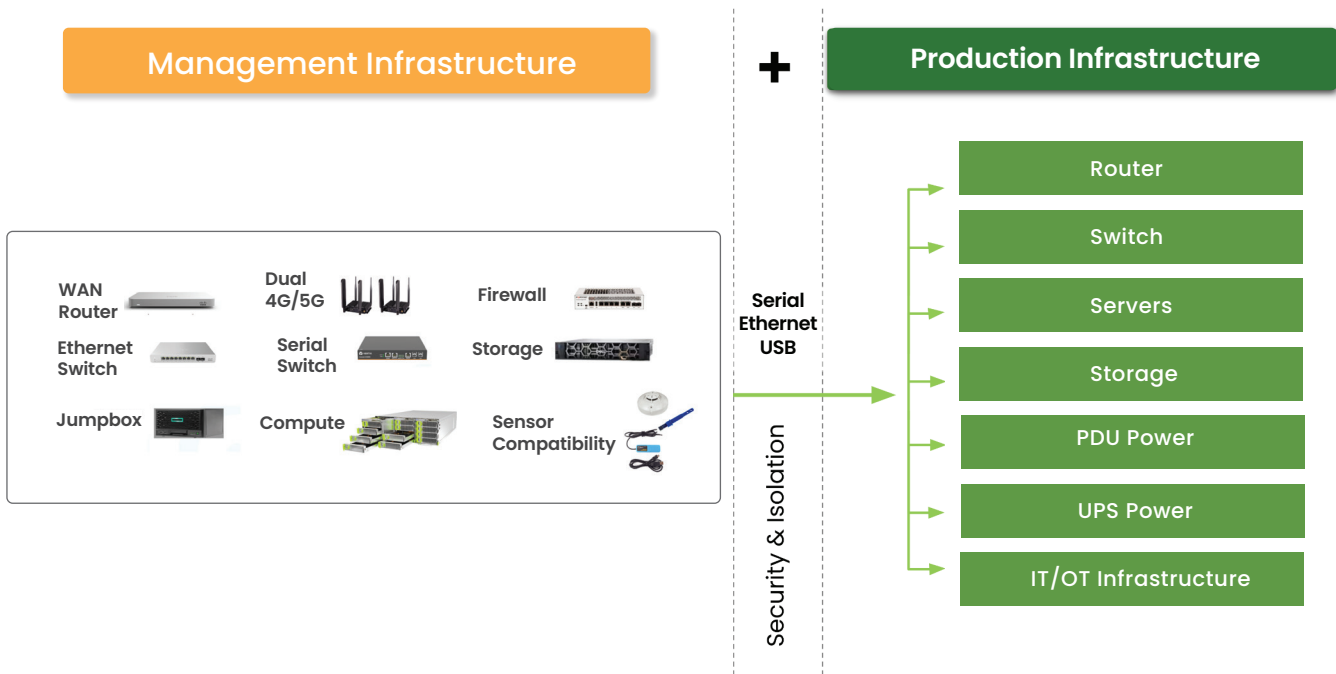 Management Infrastructure
+
Production Infrastructure
WAN
Router
Dual
4G/5G
Firewall
Ethernet
Switch
Serial
Switch
Storage
Jumpbox
Compute
Sensor
Compatibility
Serial
Ethernet
USB
Security & Isolation
Router
Switch
Servers
Storage
PDU Power
UPS Power
IT/OT Infrastructure